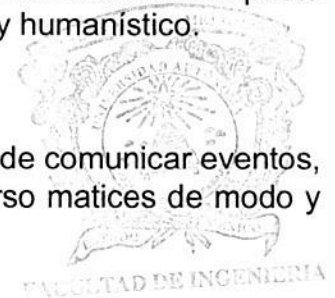 y humanístico.
de comunicar eventos,
rso matices de modo y
FACULTAD DE INGENIERIA